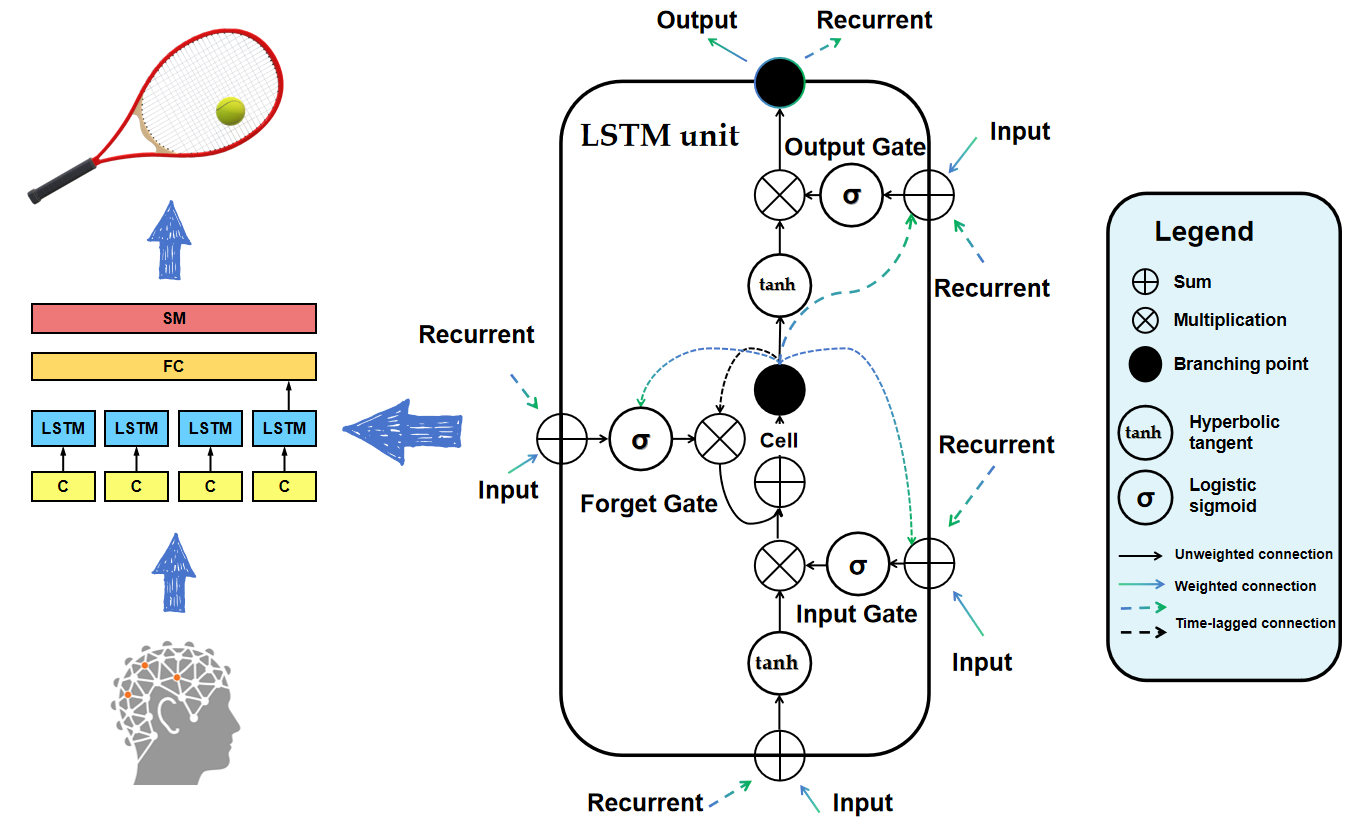 Output
Recurrent
LSTM unit
Output Gate
Input
σ
tanh
Recurrent
Recurrent
σ
Cell
Input
Forget Gate
Recurrent
σ
Input Gate
Input
tanh
Recurrent
Input
SM
FC
LSTM LSTM LSTM LSTM
C C C C
Legend
Sum
Multiplication
Branching point
tanh
Hyperbolic
tangent
σ
Logistic
sigmoid
Unweighted connection
Weighted connection
Time-lagged connection